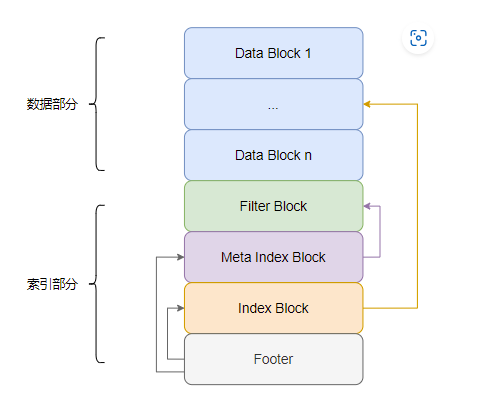 Data Block 1
数据部分
...
Data Block n
Filter Block
Meta Index Block
索引部分
Index Block
Footer